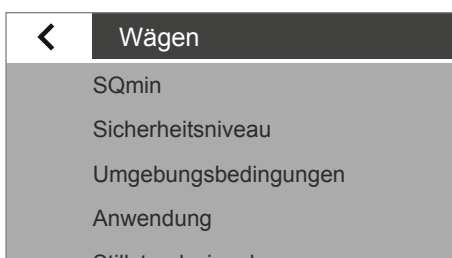 Wägen
SQmin
Sicherheitsniveau
Umgebungsbedingungen
Anwendung